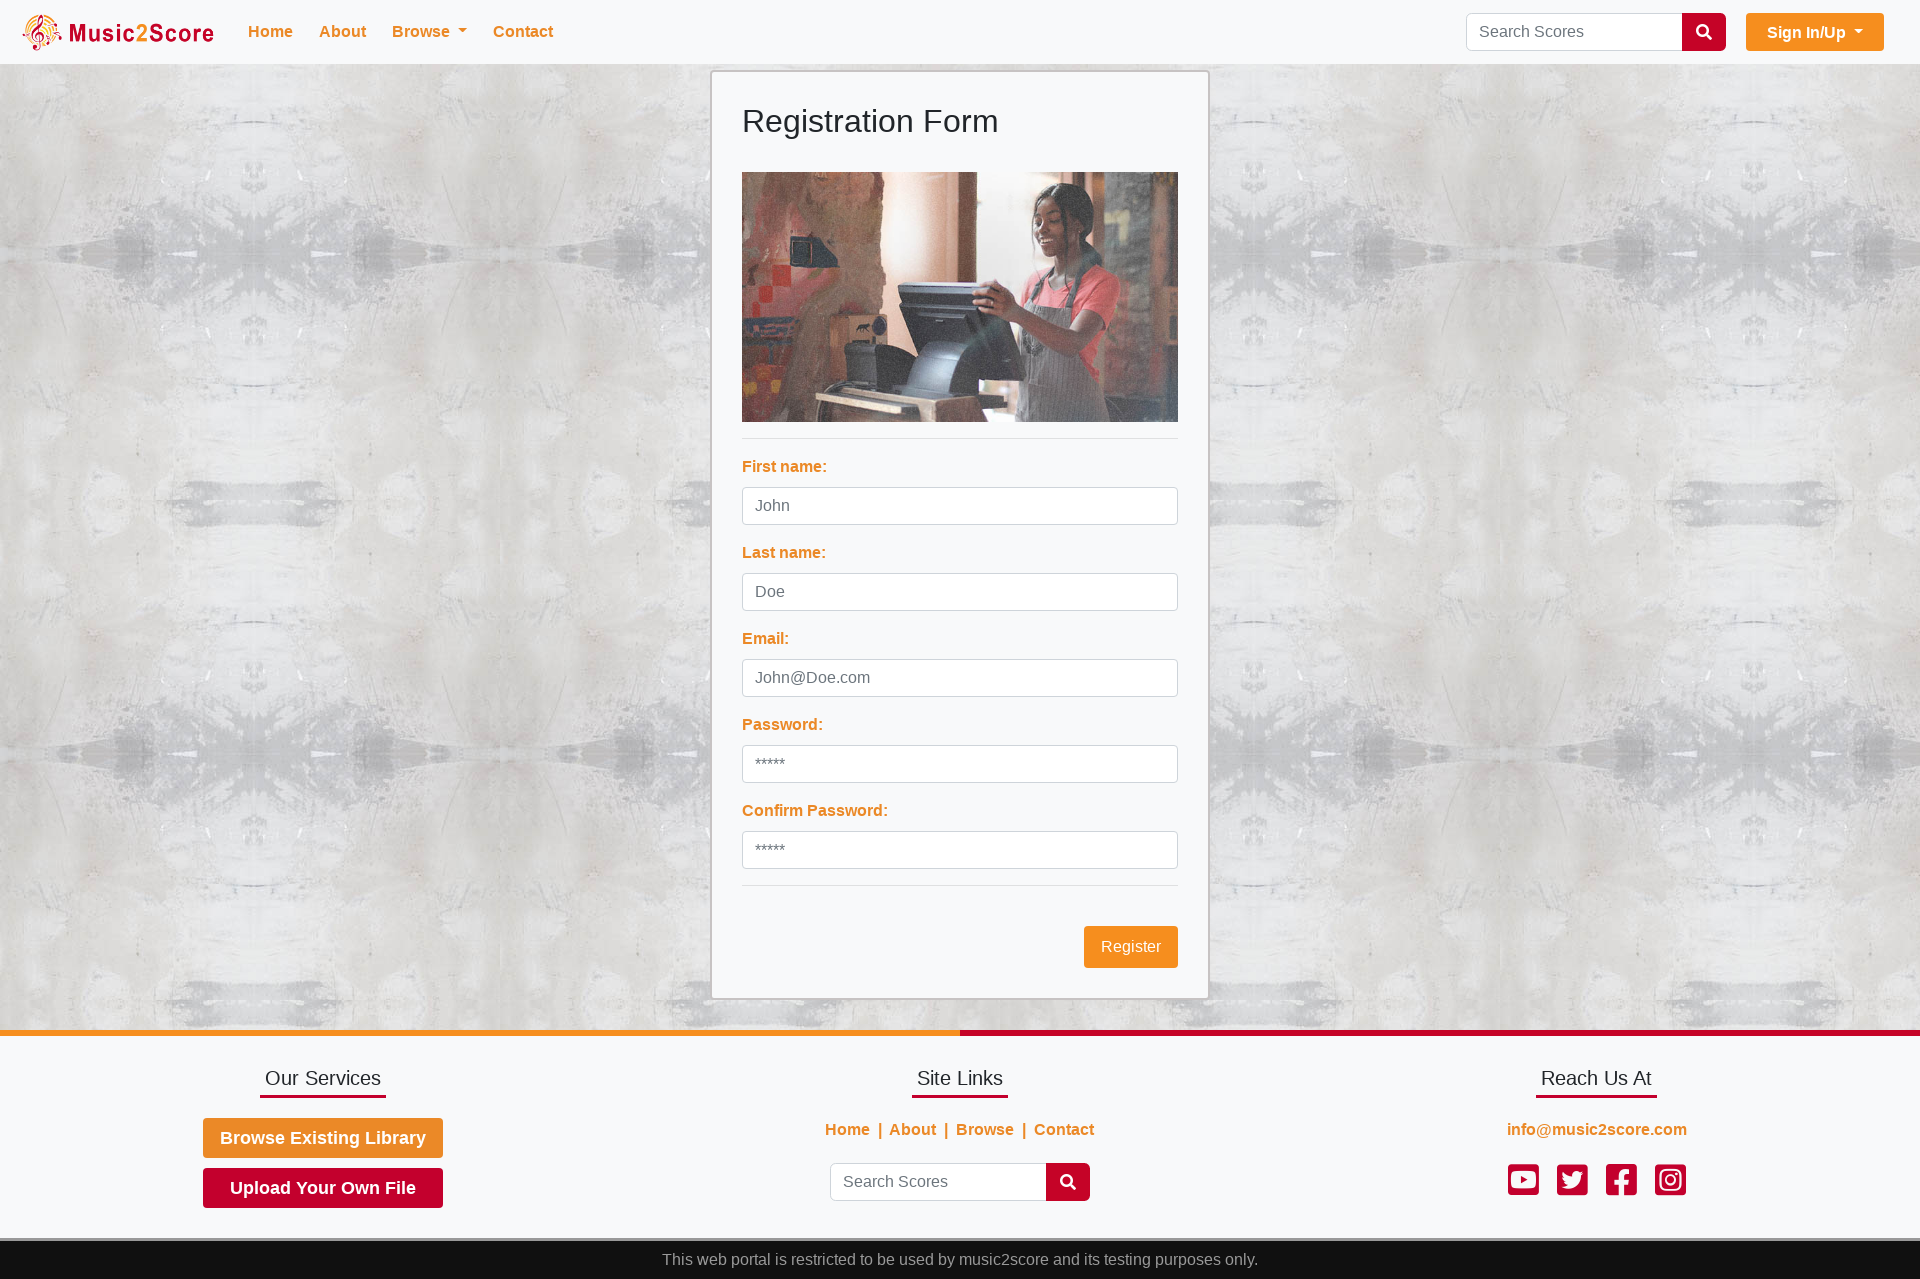 Music2Score
Home About Browse Contact
Search Scores
Sign In/Up
Registration Form
First name:
John
Last name:
Doe
Email:
John@Doe.com
Password:
*****
Confirm Password:
*****
Register
Our Services
Browse Existing Library
Upload Your Own File
Site Links
Home | About | Browse | Contact
Search Scores
Reach Us At
info@music2score.com
This web portal is restricted to be used by music2score and its testing purposes only.